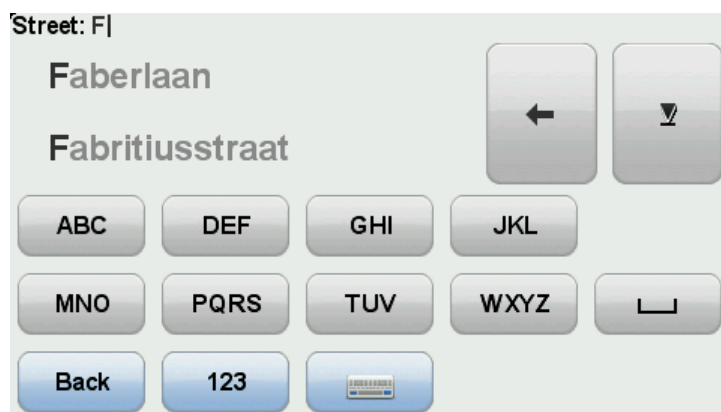 Street: F
Faberlaan
Fabritiusstraat
ABC DEF GHI JKL
MNO PQRS TUV WXYZ
Back 123